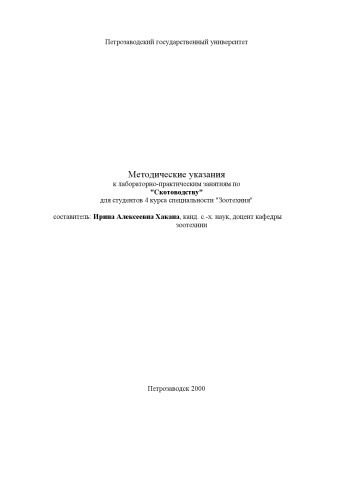 Петрозаводский государственный университет
Методические указания
к лабораторно-практическим занятиям по
"Скотоводству"
для студентов 4 курса специальности "Зоотехния"
составитель: Ирина Алексеевна Хакана, канд. с.-х. наук, доцент кафедры
зоотехнии
Петрозаводск 2000